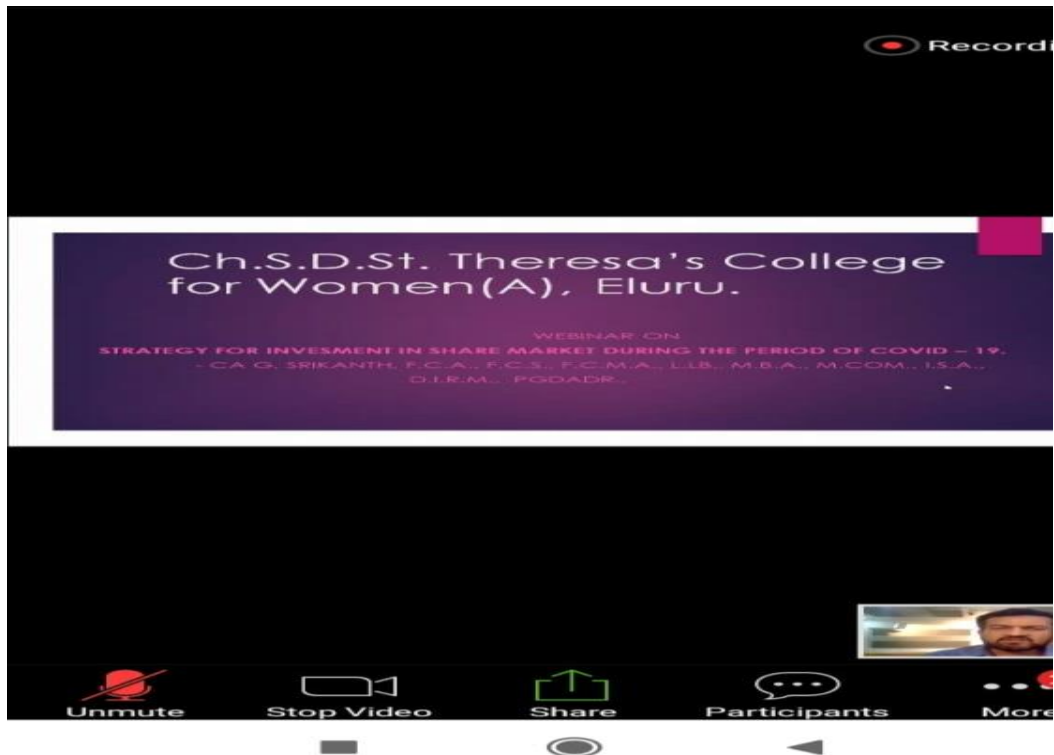 Recordi
Ch.S.D.St. Theresa's College
for Women(A), Eluru.
WEBINAR ON
STRATEGY FOR INVESMENT IN SHARE MARKET DURING THE PERIOD OF COVID – 19.
- CA G. SRIKANTH, F.C.A., F.C.S., F.C.M.A., L.LB., M.B.A., M.COM., I.S.A.,
D.I.R.M., PGDADR.,
Unmute
Stop Video
Share
Participants
More